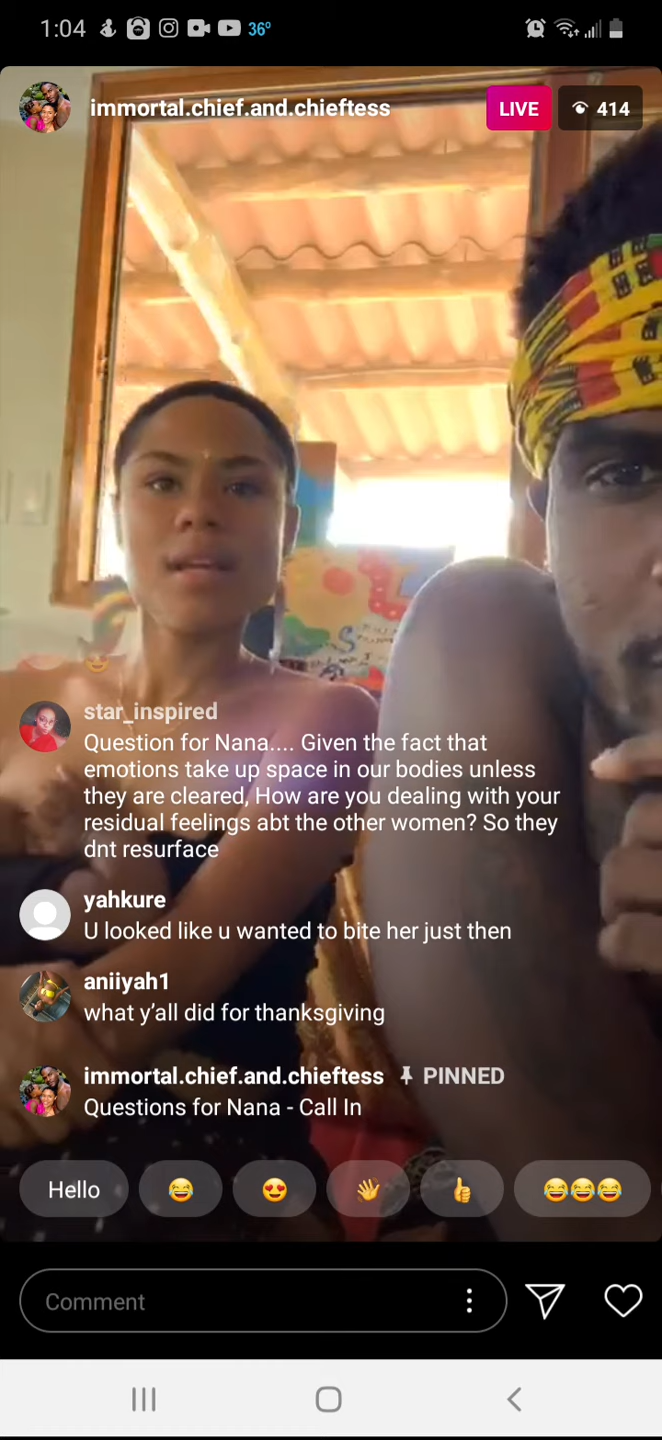 1:04
36°
immortal.chief.and.chieftess
LIVE
414
star_inspired
Question for Nana.... Given the fact that
emotions take up space in our bodies unless
they are cleared, How are you dealing with your
residual feelings abt the other women? So they
dnt resurface
yahkure
U looked like u wanted to bite her just then
aniiyah1
what y’all did for thanksgiving
immortal.chief.and.chieftess PINNED
Questions for Nana - Call In
Hello
Comment